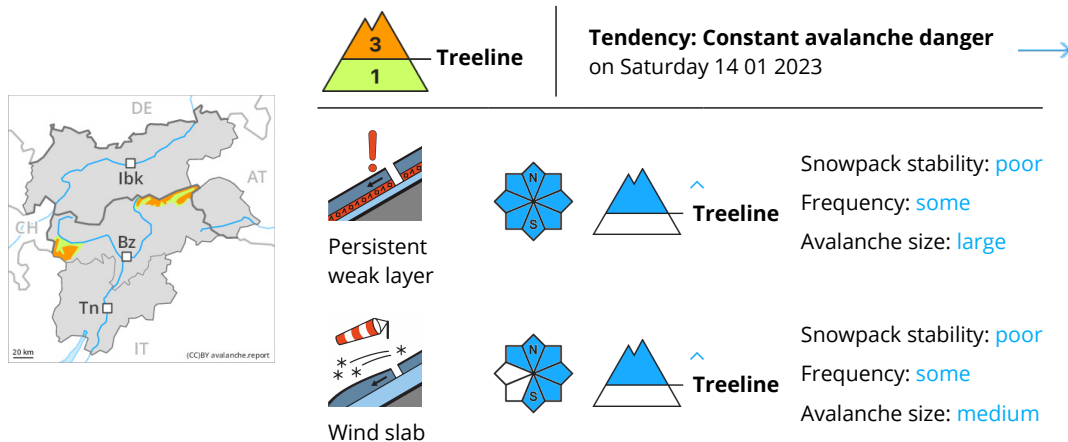 3
1
Treeline
Tendency: Constant avalanche danger
on Saturday 14 01 2023
DE
Ibk
AT
CH
Bz
Tn
IT
20 km
(CC)BY avalanche.report
Persistent
weak layer
N
S
Treeline
Snowpack stability: poor
Frequency: some
Avalanche size: large
Wind slab
N
S
Treeline
Snowpack stability: poor
Frequency: some
Avalanche size: medium